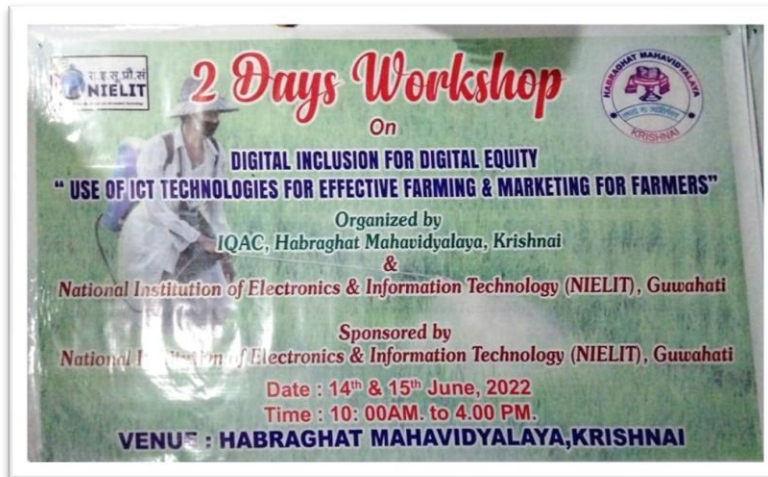 रा.इ.सू.प्रौ.सं
NIELIT
HABRAGHAT MAHAVIDYALAYA
KRISHNAI
2 Days Workshop
On
DIGITAL INCLUSION FOR DIGITAL EQUITY
“ USE OF ICT TECHNOLOGIES FOR EFFECTIVE FARMING & MARKETING FOR FARMERS”
Organized by
IQAC, Habraghat Mahavidyalaya, Krishnai
&
National Institution of Electronics & Information Technology (NIELIT), Guwahati
Sponsored by
National Institution of Electronics & Information Technology (NIELIT), Guwahati
Date : 14th & 15th June, 2022
Time : 10: 00AM. to 4.00 PM.
VENUE : HABRAGHAT MAHAVIDYALAYA,KRISHNAI